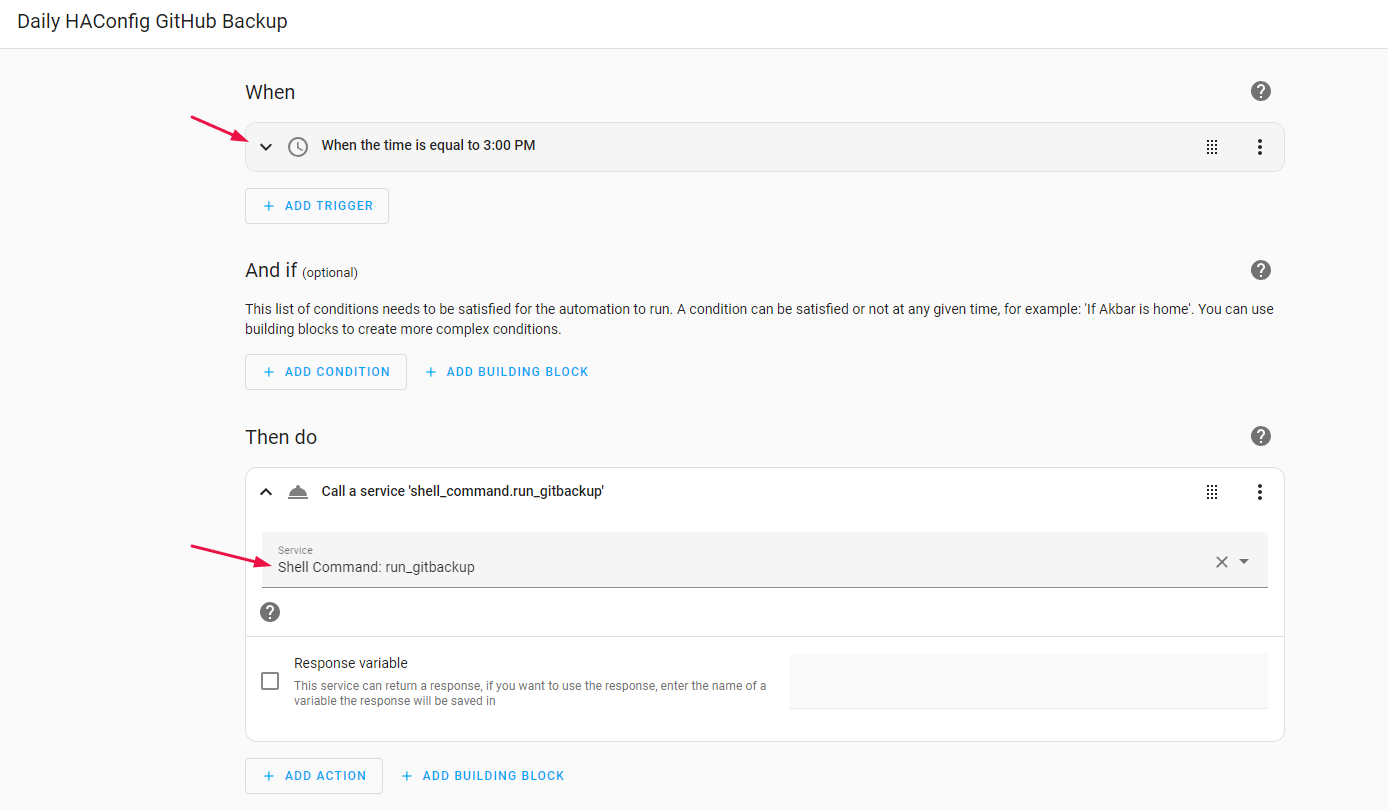 Daily HAConfig GitHub Backup
When
When the time is equal to 3:00 PM
ADD TRIGGER
And if (optional)
This list of conditions needs to be satisfied for the automation to run. A condition can be satisfied or not at any given time, for example: 'If Akbar is home'. You can use
building blocks to create more complex conditions.
ADD CONDITION
ADD BUILDING BLOCK
Then do
Call a service 'shell_command.run_gitbackup'
Service
Shell Command: run_gitbackup
Response variable
This service can return a response, if you want to use the response, enter the name of a
variable the response will be saved in
ADD ACTION
ADD BUILDING BLOCK